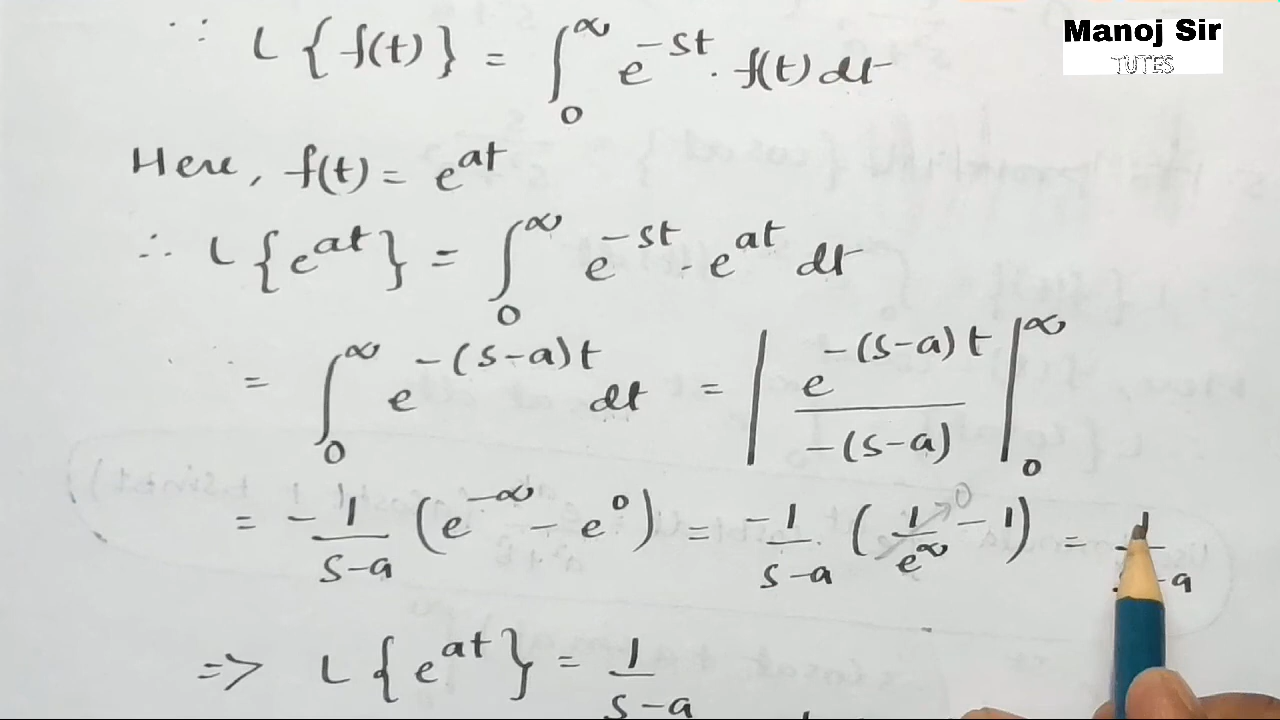 Manoj Sir
TUTES
∵ L{f(t)} = ∫₀^∞ e^{-st} · f(t) dt
Here, f(t) = e^{at}
∴ L{e^{at}} = ∫₀^∞ e^{-st} · e^{at} dt
= ∫₀^∞ e^{-(s-a)t} dt = | e^{-(s-a)t} / -(s-a) |₀^∞
= -1/(s-a) (e^{-∞} - e^0) = -1/(s-a) (1/e^∞ ↗0 - 1) = 1/(s-a)
=> L{e^{at}} = 1/(s-a)